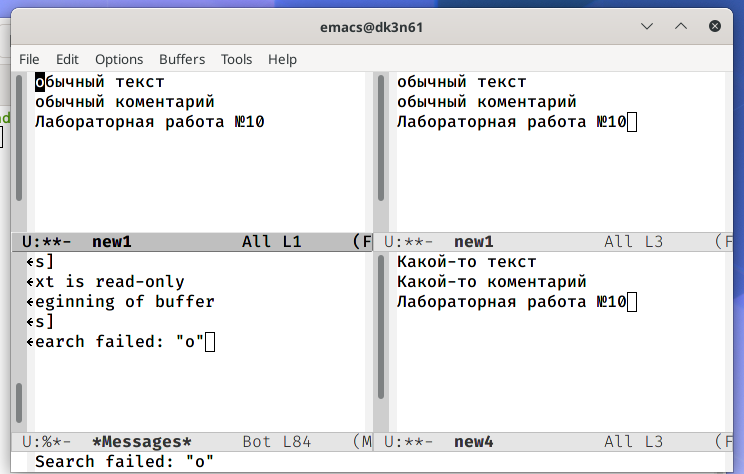 emacs@dk3n61
File Edit Options Buffers Tools Help
обычный текст
обычный коментарий
Лабораторная работа №10
U:**- new1 All L1 (F
обычный текст
обычный коментарий
Лабораторная работа №10
U:**- new1 All L3 (F
s]
xt is read-only
eginning of buffer
s]
earch failed: "o"
U:%*- *Messages* Bot L84 (M
Какой-то текст
Какой-то коментарий
Лабораторная работа №10
U:**- new4 All L3 (F
Search failed: "o"